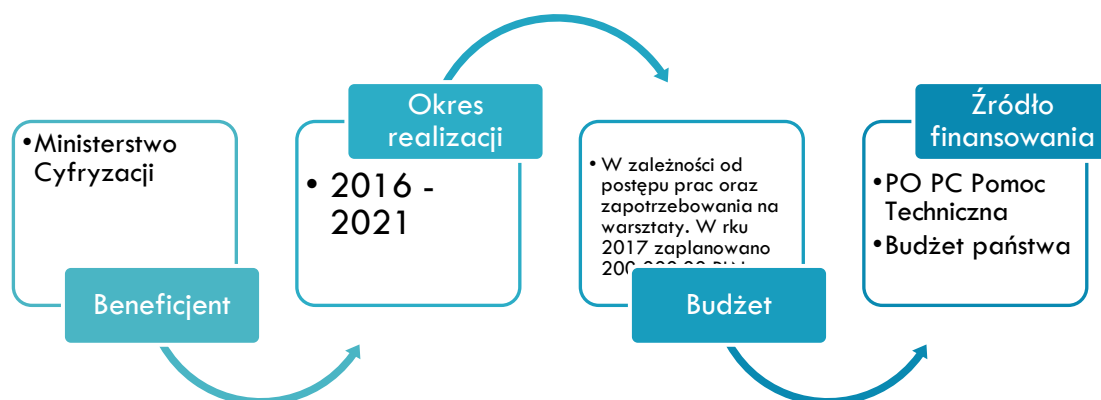 •Ministerstwo
Cyfryzacji
Beneficjent
Okres
realizacji
• 2016 -
2021
• W zależności od
postępu prac oraz
zapotrzebowania na
warsztaty. W rku
2017 zaplanowano
Budżet
Źródło
finansowania
•PO PC Pomoc
Techniczna
•Budżet państwa